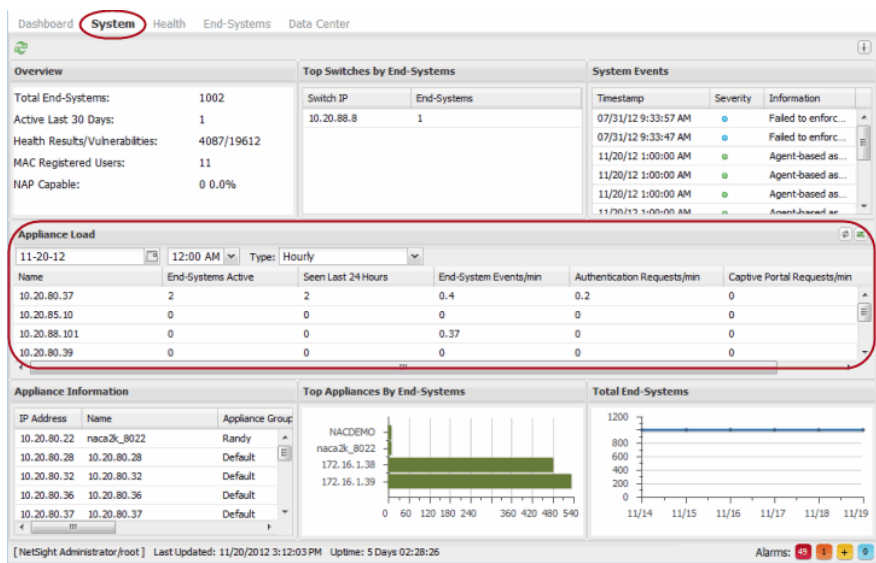 Dashboard System Health End-Systems Data Center
Overview
Total End-Systems: 1002
Active Last 30 Days: 1
Health Results/Vulnerabilities: 4087/19612
MAC Registered Users: 11
NAP Capable: 0 0.0%
Top Switches by End-Systems
Switch IP End-Systems
10.20.88.8 1
System Events
Timestamp Severity Information
07/31/12 9:33:57 AM Failed to enforc...
07/31/12 9:33:47 AM Failed to enforc...
11/20/12 1:00:00 AM Agent-based as...
11/20/12 1:00:00 AM Agent-based as...
11/20/12 1:00:00 AM Agent-based as...
11/20/12 1:00:00 AM Agent-based as
Appliance Load
11-20-12 12:00 AM Type: Hourly
Name End-Systems Active Seen Last 24 Hours End-System Events/min Authentication Requests/min Captive Portal Requests/min
10.20.80.37 2 2 0.4 0.2 0
10.20.85.10 0 0 0 0 0
10.20.88.101 0 0 0.37 0 0
10.20.80.39 0 0 0 0 0
Appliance Information
IP Address Name Appliance Group
10.20.80.22 naca2k_8022 Randy
10.20.80.28 10.20.80.28 Default
10.20.80.32 10.20.80.32 Default
10.20.80.36 10.20.80.36 Default
10.20.80.37 10.20.80.37 Default
Top Appliances By End-Systems
NACDEMO
naca2k_8022
172.16.1.38
172.16.1.39
0 60 120 180 240 360 420 480 540
Total End-Systems
1200
800
600
400
200
0
11/14 11/15 11/16 11/17 11/18 11/19
[ NetSight Administrator/root ] Last Updated: 11/20/2012 3:12:03 PM Uptime: 5 Days 02:28:26
Alarms: 49 1 + 0